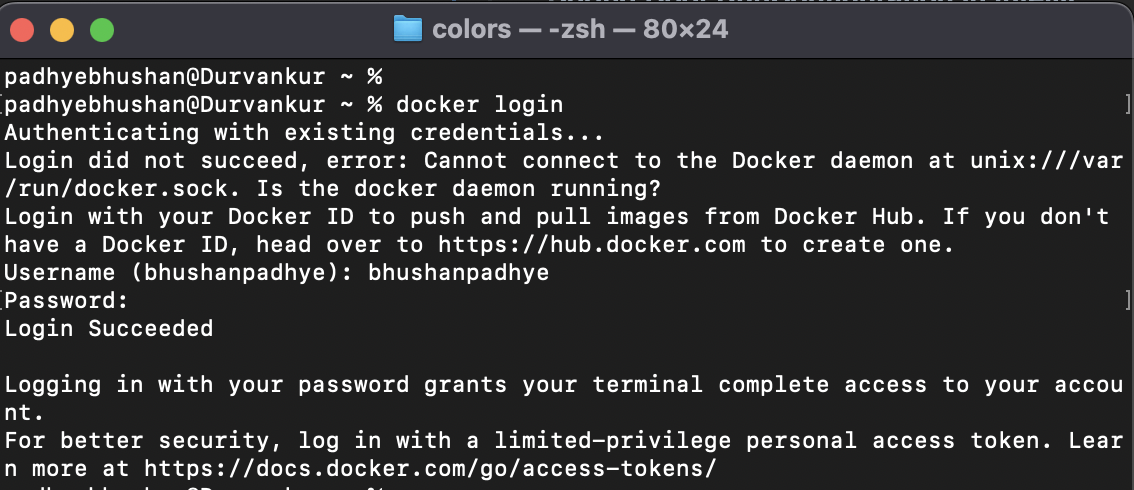 colors — -zsh — 80×24
padhyebhushan@Durvankur ~ %
[padhyebhushan@Durvankur ~ % docker login ]
Authenticating with existing credentials...
Login did not succeed, error: Cannot connect to the Docker daemon at unix:///var
/run/docker.sock. Is the docker daemon running?
Login with your Docker ID to push and pull images from Docker Hub. If you don't
have a Docker ID, head over to https://hub.docker.com to create one.
Username (bhushanpadhye): bhushanpadhye
[Password: ]
Login Succeeded
Logging in with your password grants your terminal complete access to your accou
nt.
For better security, log in with a limited-privilege personal access token. Lear
n more at https://docs.docker.com/go/access-tokens/